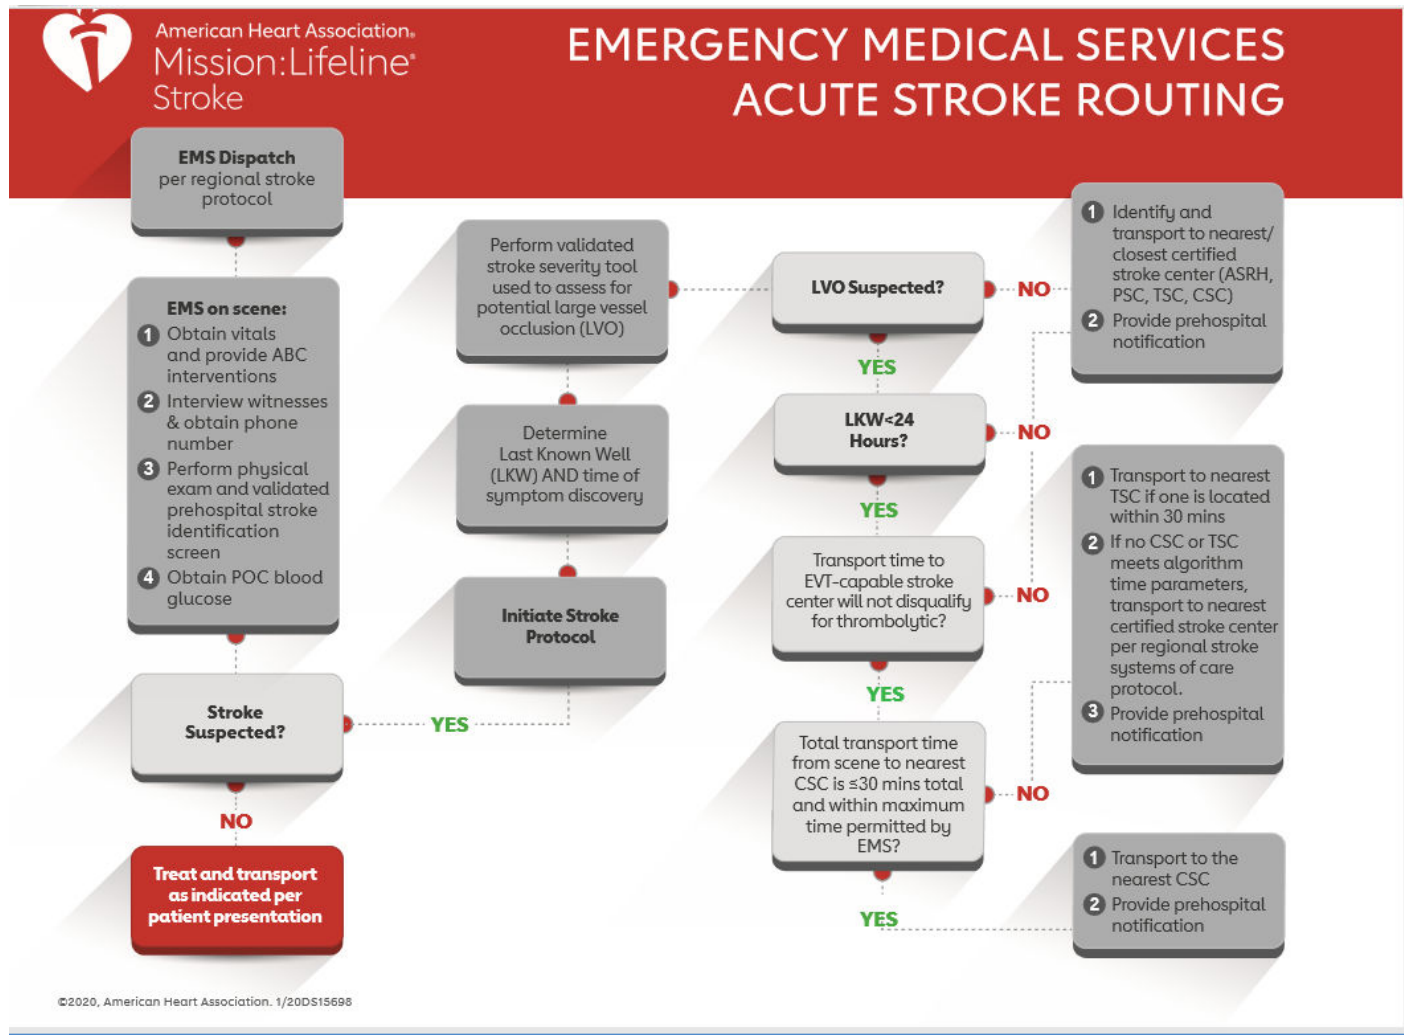 American Heart Association®
Mission:Lifeline®
Stroke
EMERGENCY MEDICAL SERVICES
ACUTE STROKE ROUTING
EMS Dispatch
per regional stroke
protocol
EMS on scene:
1 Obtain vitals
and provide ABC
interventions
2 Interview witnesses
& obtain phone
number
3 Perform physical
exam and validated
prehospital stroke
identification
screen
4 Obtain POC blood
glucose
Stroke
Suspected?
NO
Treat and transport
as indicated per
patient presentation
YES
Initiate Stroke
Protocol
Determine
Last Known Well
(LKW) AND time of
symptom discovery
Perform validated
stroke severity tool
used to assess for
potential large vessel
occlusion (LVO)
LVO Suspected?
NO
YES
LKW<24
Hours?
NO
YES
Transport time to
EVT-capable stroke
center will not disqualify
for thrombolytic?
NO
YES
Total transport time
from scene to nearest
CSC is ≤30 mins total
and within maximum
time permitted by
EMS?
NO
YES
1 Identify and
transport to nearest/
closest certified
stroke center (ASRH,
PSC, TSC, CSC)
2 Provide prehospital
notification
1 Transport to nearest
TSC if one is located
within 30 mins
2 If no CSC or TSC
meets algorithm
time parameters,
transport to nearest
certified stroke center
per regional stroke
systems of care
protocol.
3 Provide prehospital
notification
1 Transport to the
nearest CSC
2 Provide prehospital
notification
©2020, American Heart Association. 1/20DS15698